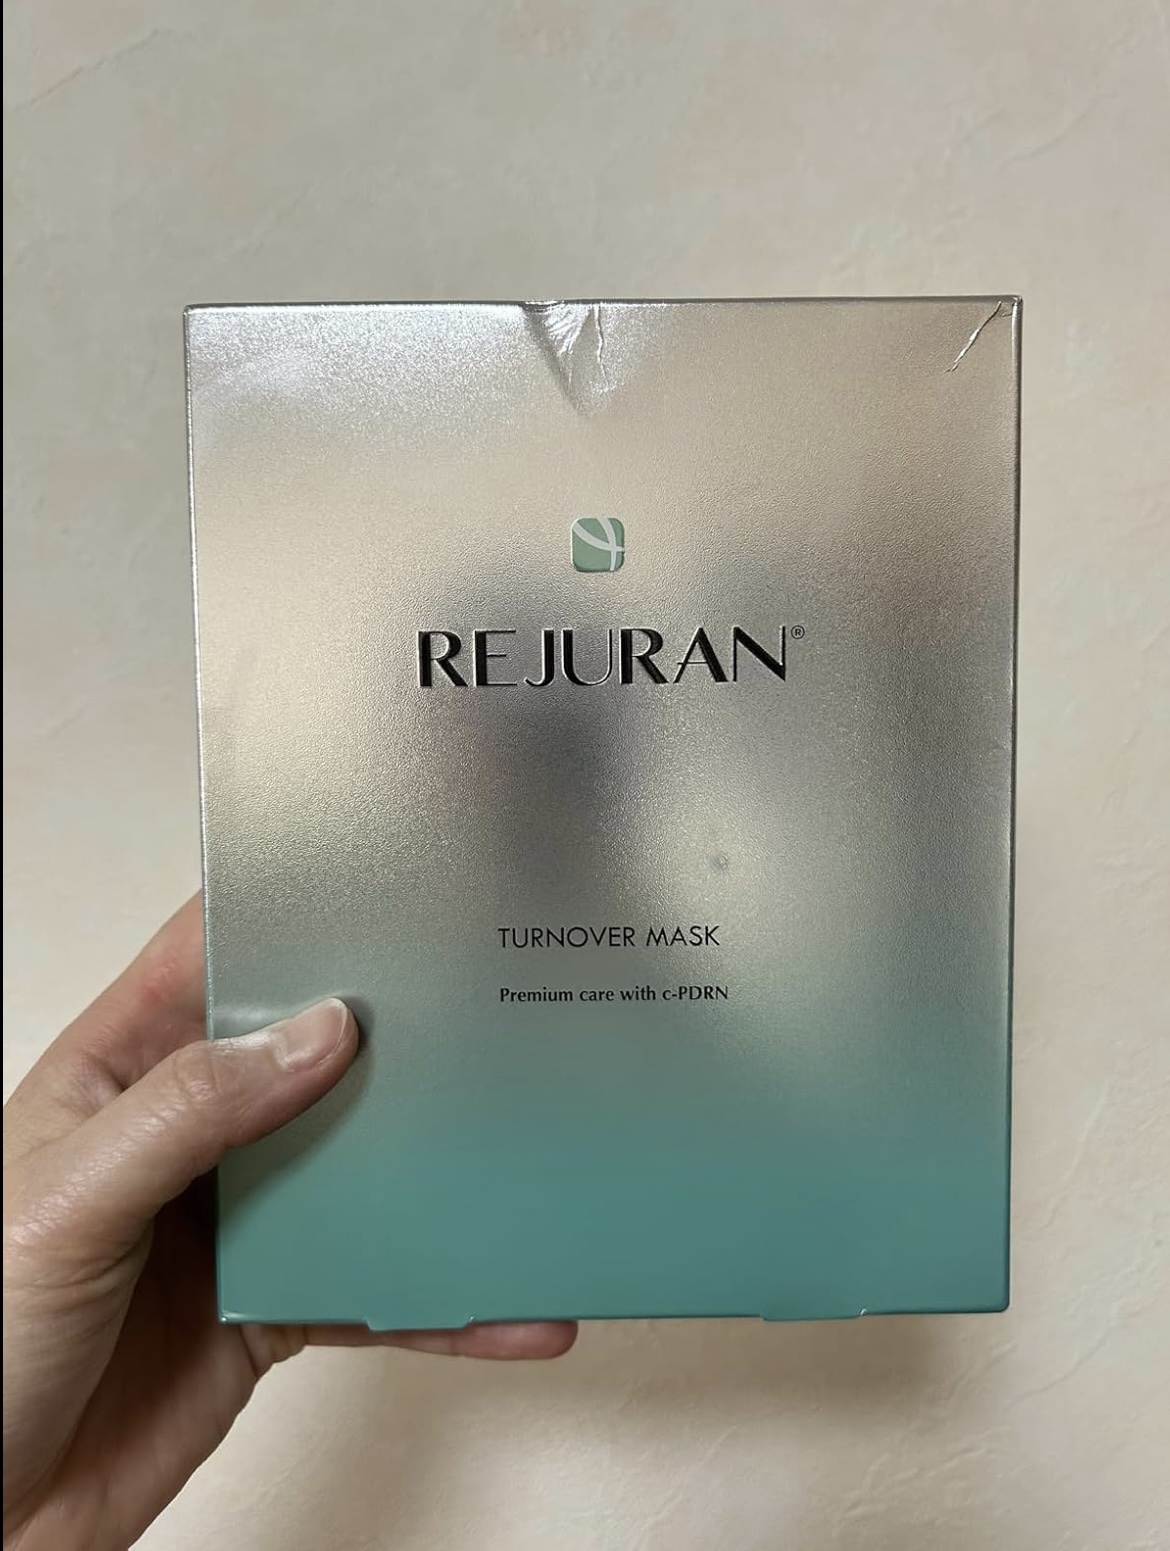 REJURAN®
TURNOVER MASK
Premium care with c-PDRN